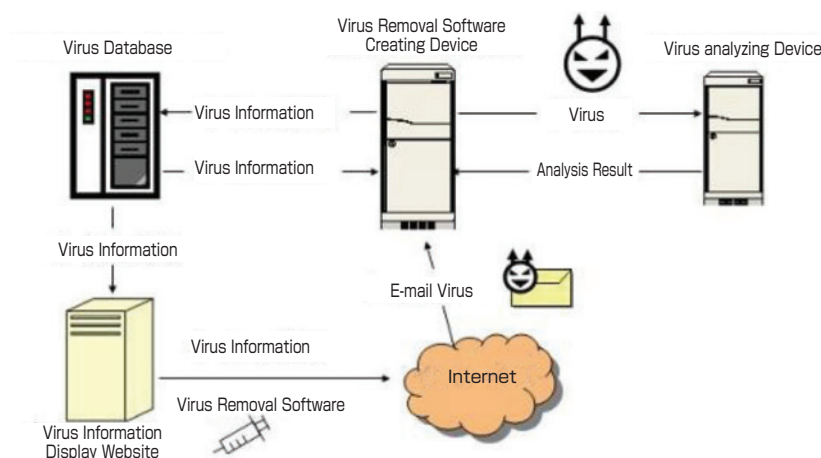 Virus Removal Software
Creating Device
Virus Database
Virus analyzing Device
Virus Information
Virus
Virus Information
Analysis Result
Virus Information
E-mail Virus
Virus Information
Internet
Virus Removal Software
Virus Information
Display Website